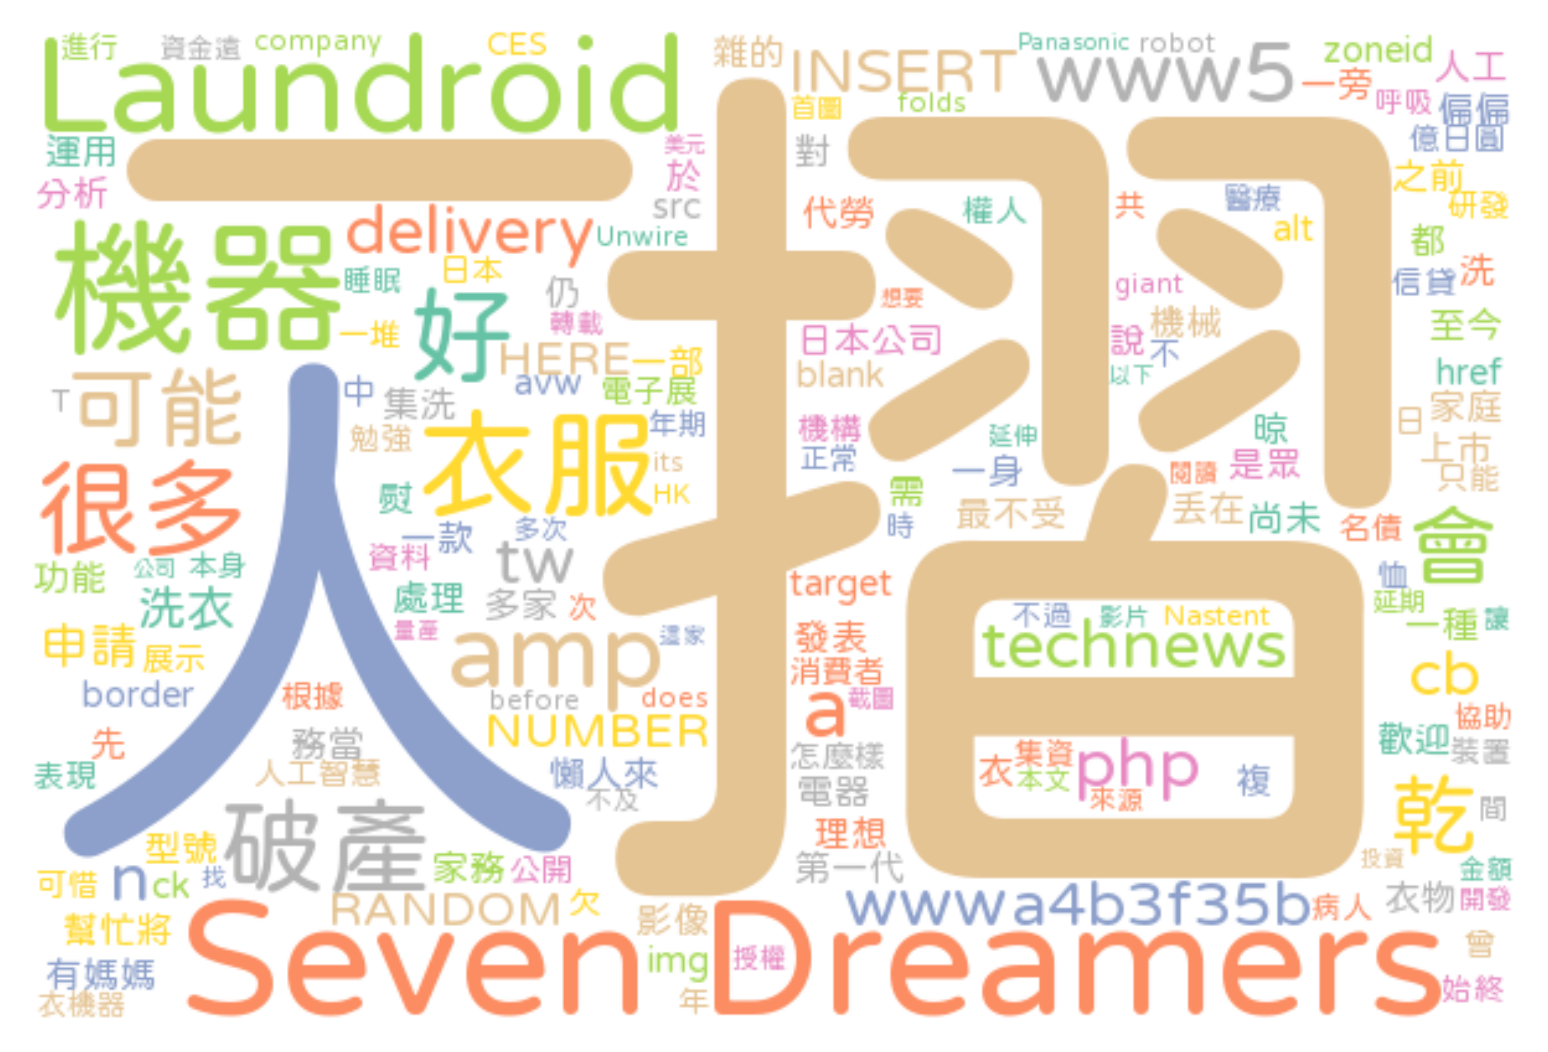 進行
資金遠
company
CES
Laundroid
雜的
INSERT
Panasonic
robot
www5
zoneid
人工
一旁
呼吸
偏偏
首圖
folds
億日圓
運用
一
美元
對
分析
於
src
摺
代勞
權人
共
醫療
alt
之前
研發
都
delivery
Unwire
機器
睡眠
日本
仍
轉載
想要
giant
信貸
洗
一堆
好
HERE
一部
日本公司
說
機械
不
至今
可能
T
人
中
集洗
avw
電子展
blank
以下
href
家庭
日
勉強
衣服
年期
機構
正常
延伸
晾
上市
只能
很多
its
HK
熨
一身
閱讀
是眾
需
最不受
丟在
尚未
名債
會
一款
多次
時
資料
tw
功能
公司
本身
洗衣
處理
多家
次
target
恤
延期
量產
amp
這家
發表
不過
影片
Nastent
technews
一種
讓
申請
展示
消費者
cb
border
根據
before
does
a
截圖
協助
先
務當
NUMBER
怎麼樣
衣
集資
本文
php
來源
複
歡迎
裝置
表現
人工智慧
懶人來
不及
電器
乾
間
破產
型號
理想
可惜
n
ck
找
家務
公開
第一代
投資
金額
RANDOM
欠
影像
www
a4b3f35b
病人
衣物
開發
幫忙將
Seven Dreamers
img
授權
曾
有媽媽
衣機器
年
始終